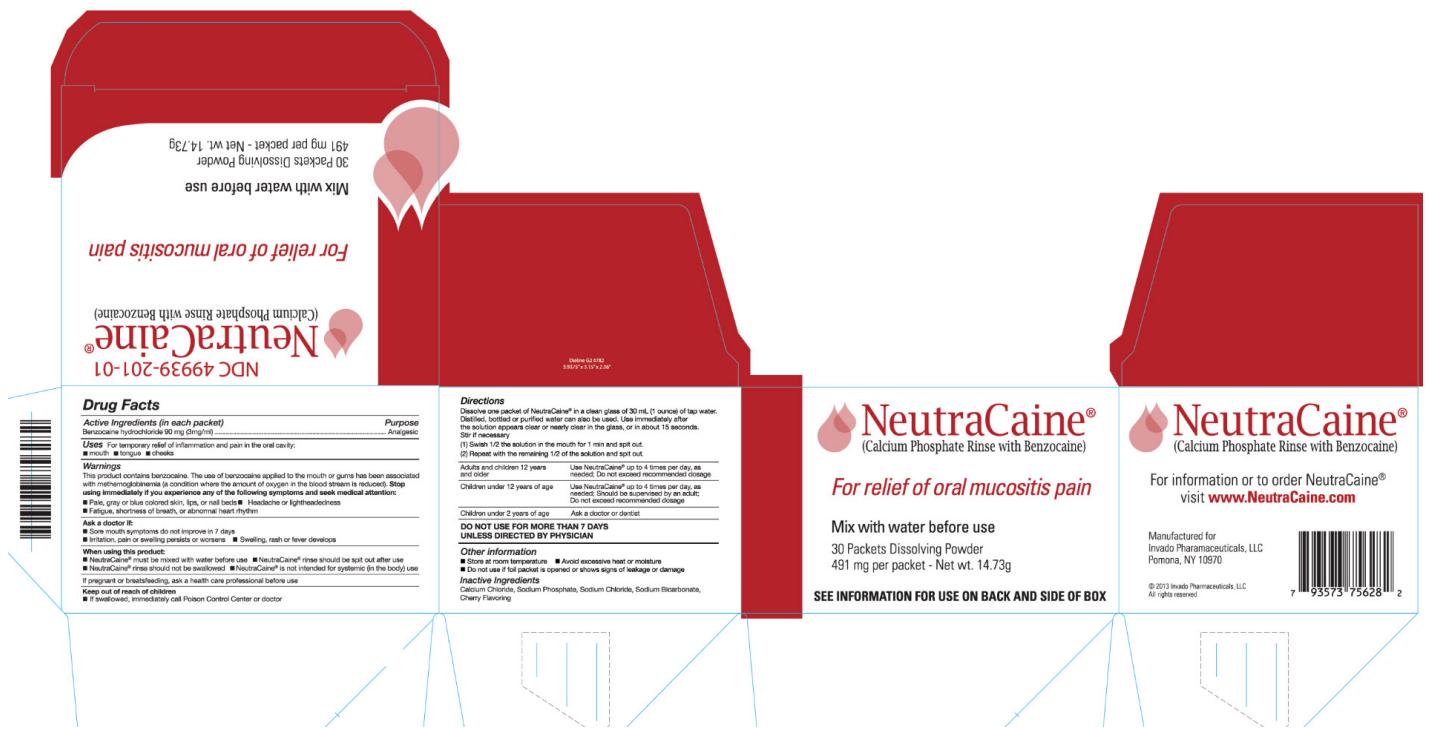 Mix with water before use
30 Packets Dissolving Powder
491 mg per packet - Net wt. 14.73g
For relief of oral mucositis pain
NDC 49939-201-01
NeutraCaine®
(Calcium Phosphate Rinse with Benzocaine)
Drug Facts
Active Ingredients (in each packet) Purpose
Benzocaine hydrochloride 90 mg (3mg/ml) ........ Analgesic
Uses For temporary relief of inflammation and pain in the oral cavity:
■ mouth ■ tongue ■ cheeks
Warnings
This product contains benzocaine. The use of benzocaine applied to the mouth or gums has been associated
with methemoglobinemia (a condition where the amount of oxygen in the blood stream is reduced). Stop
using immediately if you experience any of the following symptoms and seek medical attention:
■ Pale, gray or blue colored skin, lips, or nail beds ■ Headache or lightheadedness
■ Fatigue, shortness of breath, or abnormal heart rhythm
Ask a doctor if:
■ Sore mouth symptoms do not improve in 7 days
■ Irritation, pain or swelling persists or worsens ■ Swelling, rash or fever develops
When using this product:
■ NeutraCaine® must be mixed with water before use ■ NeutraCaine® rinse should be spit out after use
■ NeutraCaine® rinse should not be swallowed ■ NeutraCaine® is not intended for systemic (in the body) use
If pregnant or breatsfeeding, ask a health care professional before use
Keep out of reach of children
■ If swallowed, immediately call Poison Control Center or doctor
Dieline G2 #782
3.9375" x 3.15" x 2.36"
Directions
Dissolve one packet of NeutraCaine® in a clean glass of 30 mL (1 ounce) of tap water.
Distilled, bottled or purified water can also be used. Use immediately after
the solution appears clear or nearly clear in the glass, or in about 15 seconds.
Stir if necessary
(1) Swish 1/2 the solution in the mouth for 1 min and spit out.
(2) Repeat with the remaining 1/2 of the solution and spit out.
Adults and children 12 years Use NeutraCaine® up to 4 times per day, as
and older needed; Do not exceed recommended dosage
Children under 12 years of age Use NeutraCaine® up to 4 times per day, as
needed; Should be supervised by an adult;
Do not exceed recommended dosage
Children under 2 years of age Ask a doctor or dentist
DO NOT USE FOR MORE THAN 7 DAYS
UNLESS DIRECTED BY PHYSICIAN
Other information
■ Store at room temperature ■ Avoid excessive heat or moisture
■ Do not use if foil packet is opened or shows signs of leakage or damage
Inactive Ingredients
Calcium Chloride, Sodium Phosphate, Sodium Chloride, Sodium Bicarbonate,
Cherry Flavoring
NeutraCaine®
(Calcium Phosphate Rinse with Benzocaine)
For relief of oral mucositis pain
Mix with water before use
30 Packets Dissolving Powder
491 mg per packet - Net wt. 14.73g
SEE INFORMATION FOR USE ON BACK AND SIDE OF BOX
NeutraCaine®
(Calcium Phosphate Rinse with Benzocaine)
For information or to order NeutraCaine®
visit www.NeutraCaine.com
Manufactured for
Invado Pharamaceuticals, LLC
Pomona, NY 10970
© 2013 Invado Pharmaceuticals, LLC
All rights reserved
7 93573 75628 2